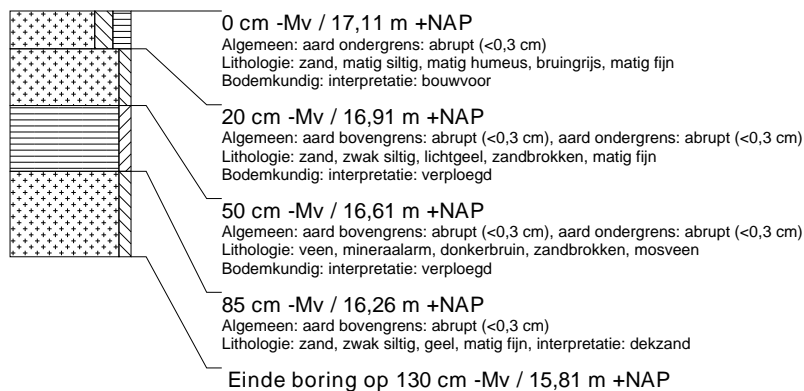 0 cm -Mv / 17,11 m +NAP
Algemeen: aard ondergrens: abrupt (<0,3 cm)
Lithologie: zand, matig siltig, matig humeus, bruingrijs, matig fijn
Bodemkundig: interpretatie: bouwvoor
20 cm -Mv / 16,91 m +NAP
Algemeen: aard bovengrens: abrupt (<0,3 cm), aard ondergrens: abrupt (<0,3 cm)
Lithologie: zand, zwak siltig, lichtgeel, zandbrokken, matig fijn
Bodemkundig: interpretatie: verploegd
50 cm -Mv / 16,61 m +NAP
Algemeen: aard bovengrens: abrupt (<0,3 cm), aard ondergrens: abrupt (<0,3 cm)
Lithologie: veen, mineraalarm, donkerbruin, zandbrokken, mosveen
Bodemkundig: interpretatie: verploegd
85 cm -Mv / 16,26 m +NAP
Algemeen: aard bovengrens: abrupt (<0,3 cm)
Lithologie: zand, zwak siltig, geel, matig fijn, interpretatie: dekzand
Einde boring op 130 cm -Mv / 15,81 m +NAP